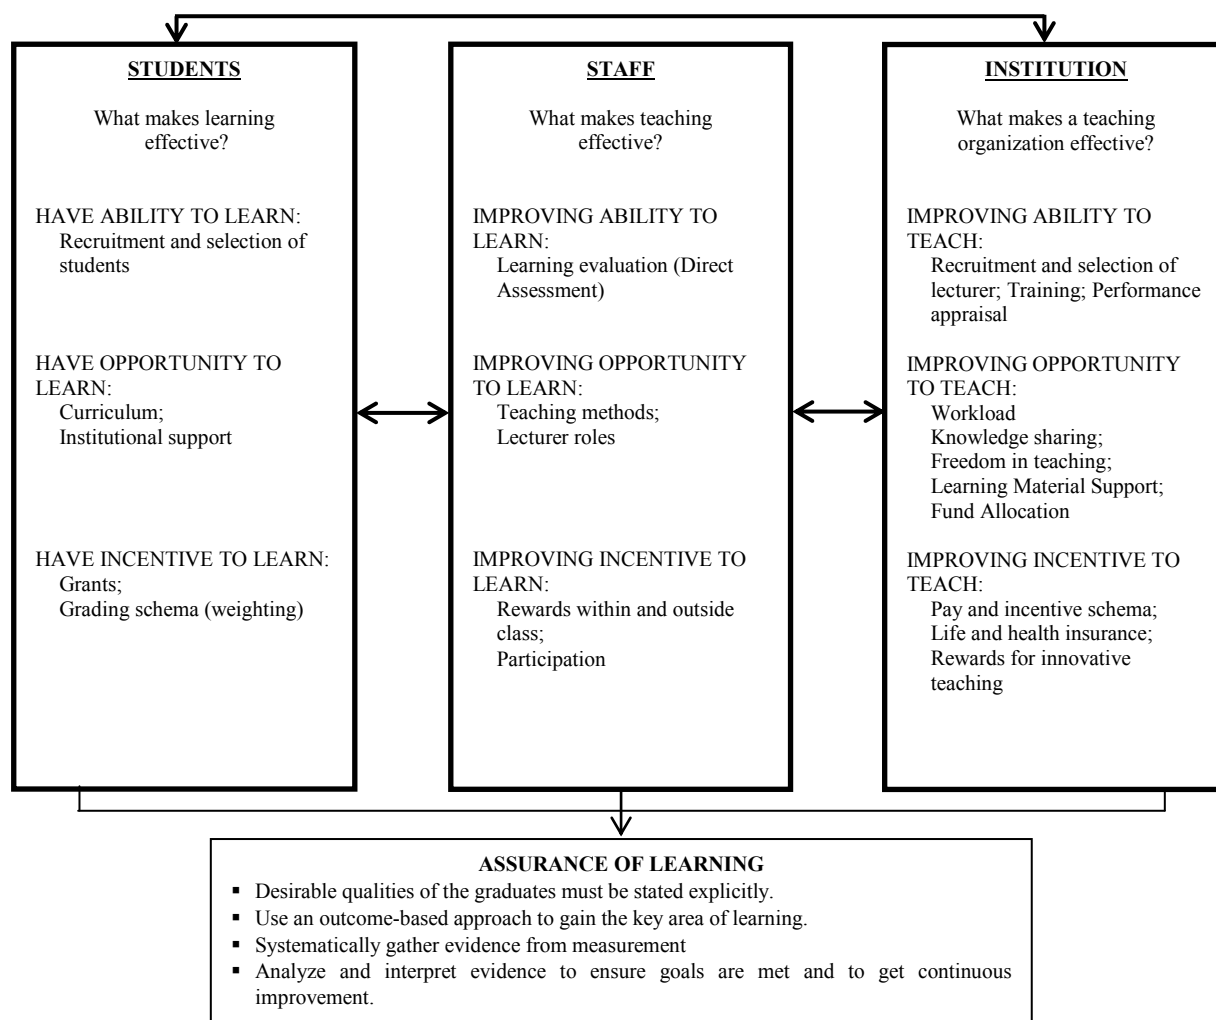 STUDENTS
What makes learning
effective?
HAVE ABILITY TO LEARN:
Recruitment and selection of
students
HAVE OPPORTUNITY TO
LEARN:
Curriculum;
Institutional support
HAVE INCENTIVE TO LEARN:
Grants;
Grading schema (weighting)
STAFF
What makes teaching
effective?
IMPROVING ABILITY TO
LEARN:
Learning evaluation (Direct
Assessment)
IMPROVING OPPORTUNITY
TO LEARN:
Teaching methods;
Lecturer roles
IMPROVING INCENTIVE TO
LEARN:
Rewards within and outside
class;
Participation
INSTITUTION
What makes a teaching
organization effective?
IMPROVING ABILITY TO
TEACH:
Recruitment and selection of
lecturer; Training; Performance
appraisal
IMPROVING OPPORTUNITY
TO TEACH:
Workload
Knowledge sharing;
Freedom in teaching;
Learning Material Support;
Fund Allocation
IMPROVING INCENTIVE TO
TEACH:
Pay and incentive schema;
Life and health insurance;
Rewards for innovative
teaching
ASSURANCE OF LEARNING
▪ Desirable qualities of the graduates must be stated explicitly.
▪ Use an outcome-based approach to gain the key area of learning.
▪ Systematically gather evidence from measurement
▪ Analyze and interpret evidence to ensure goals are met and to get continuous
improvement.